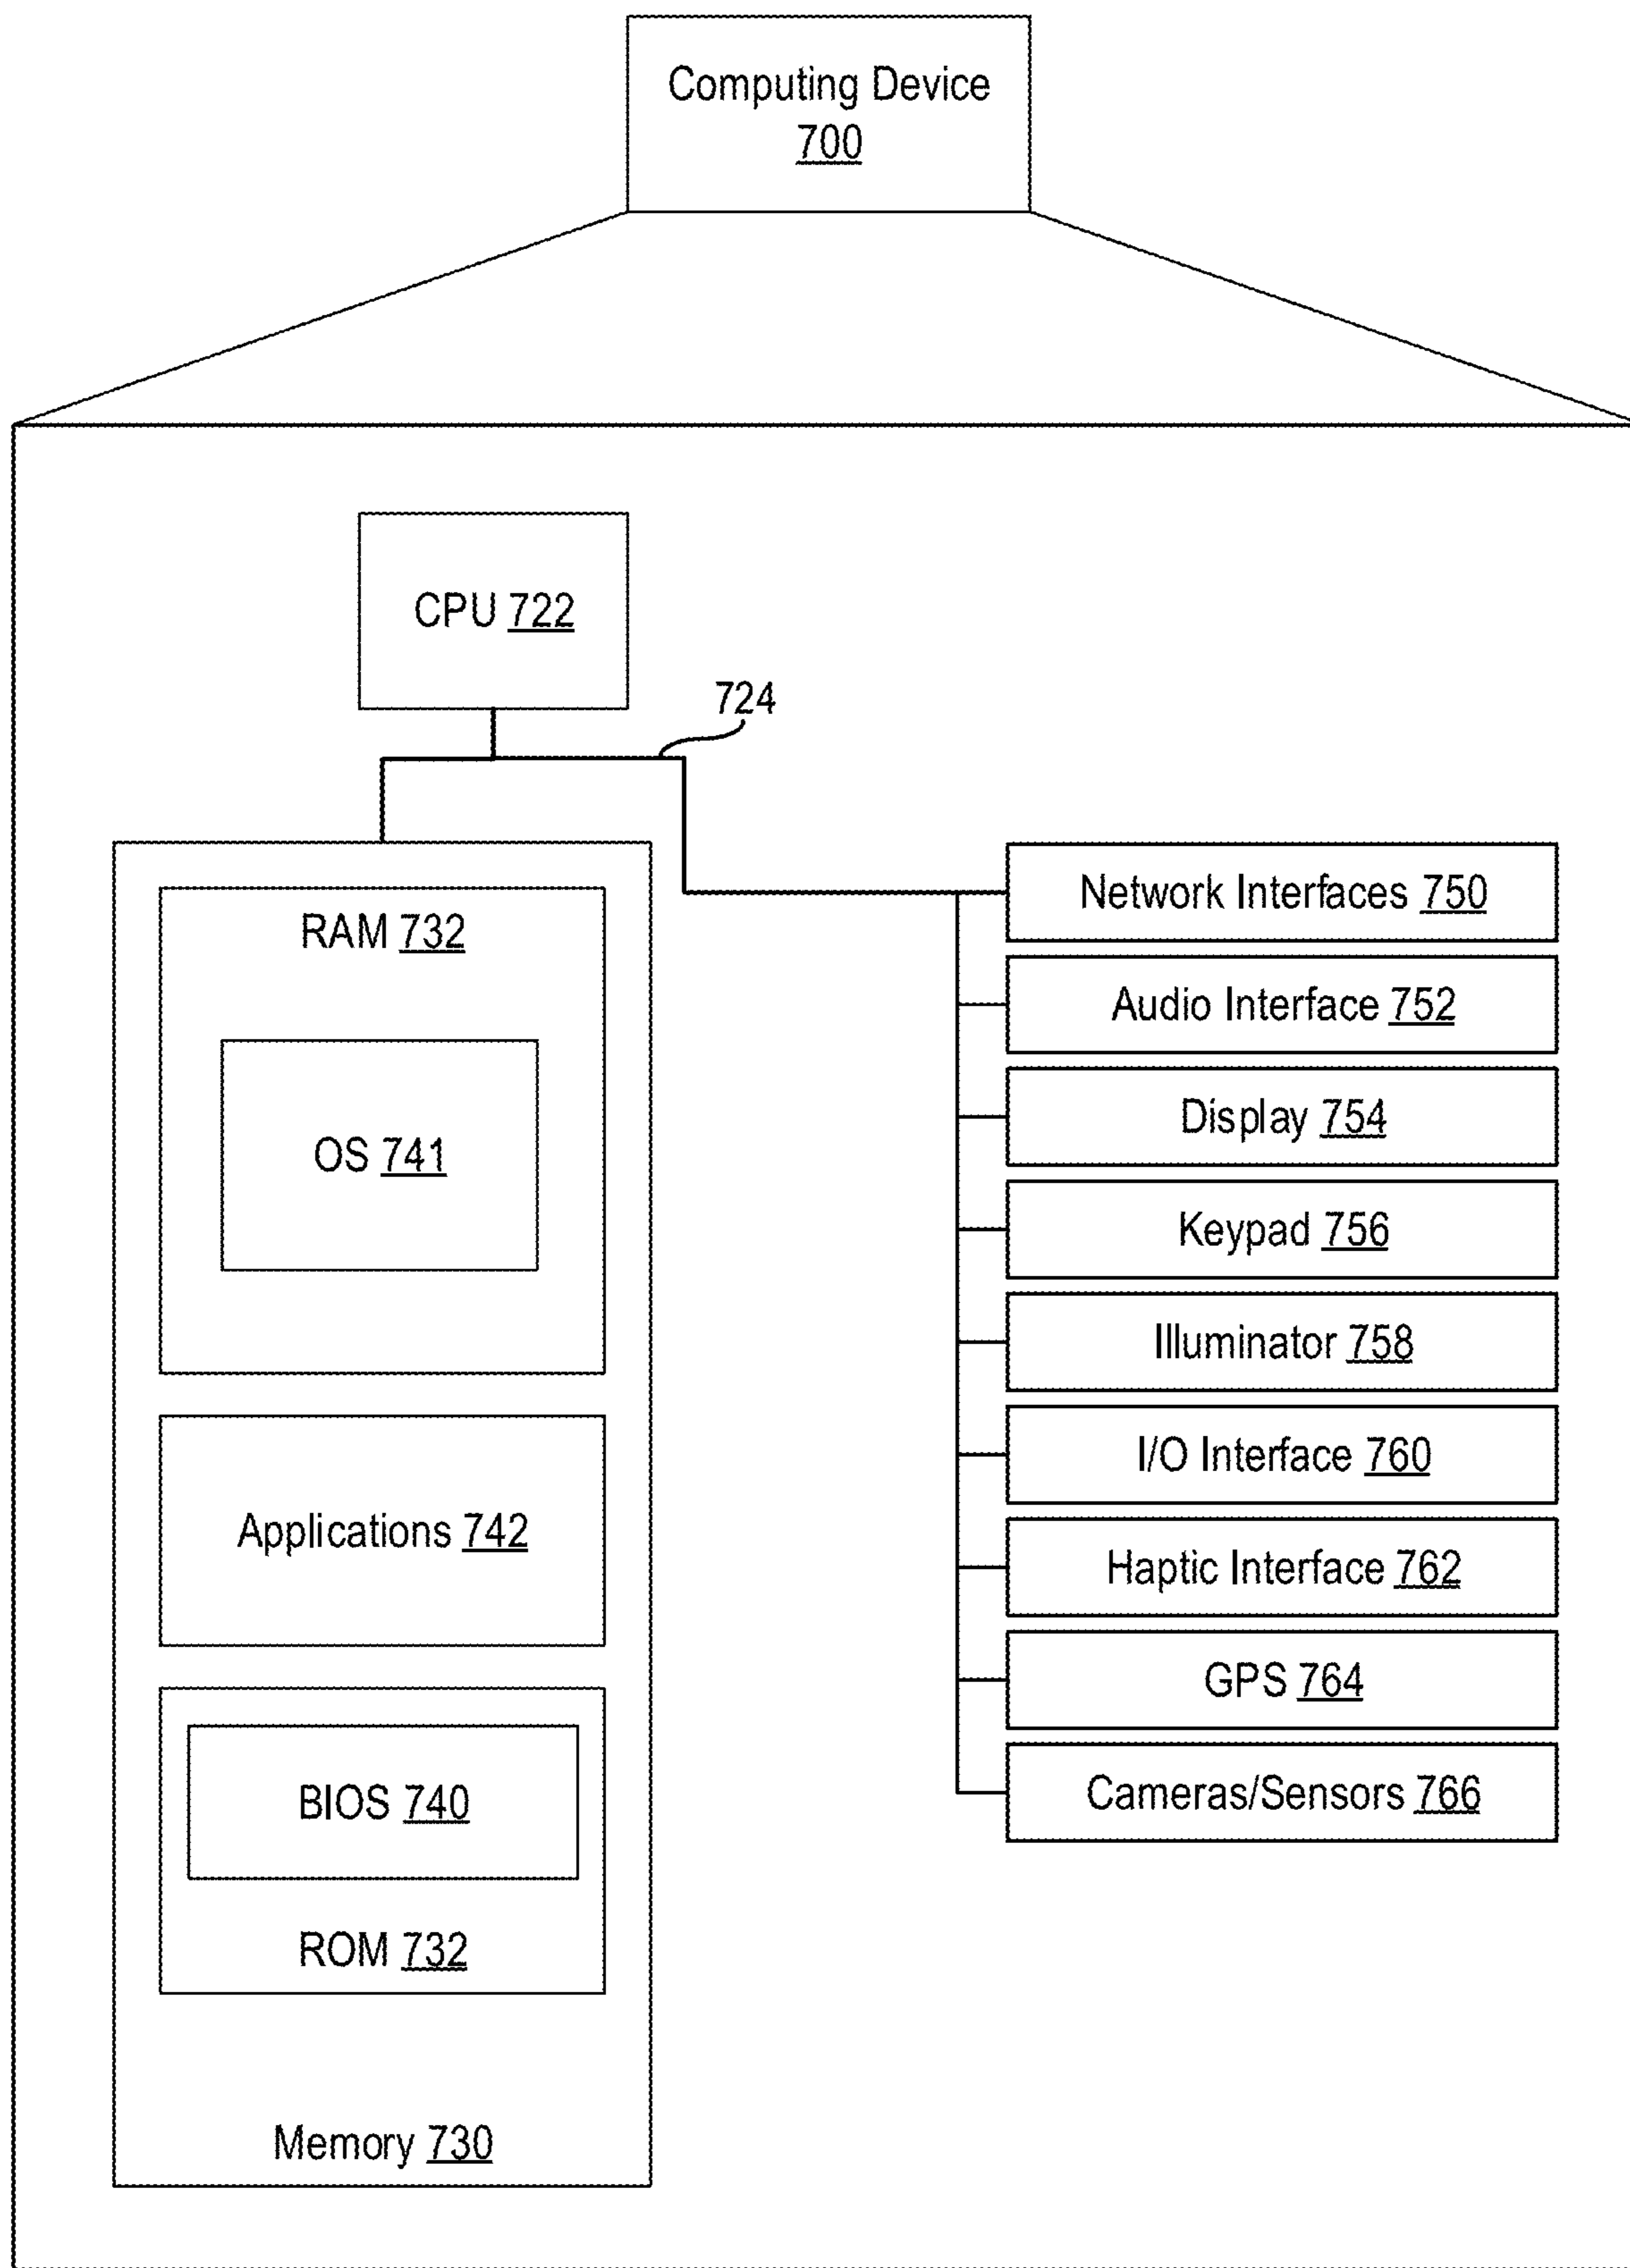 Computing Device
700
CPU 722
724
RAM 732
OS 741
Applications 742
BIOS 740
ROM 732
Memory 730
Network Interfaces 750
Audio Interface 752
Display 754
Keypad 756
Illuminator 758
I/O Interface 760
Haptic Interface 762
GPS 764
Cameras/Sensors 766